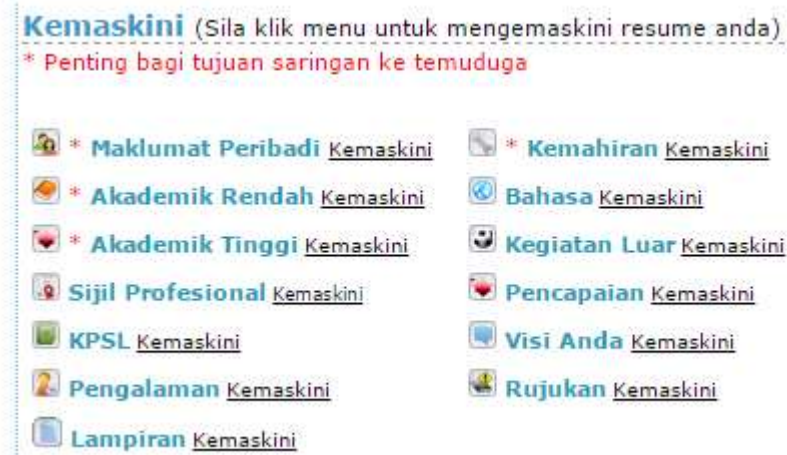 Kemaskini (Sila klik menu untuk mengemaskini resume anda)
* Penting bagi tujuan saringan ke temuduga
* Maklumat Peribadi Kemaskini
* Kemahiran Kemaskini
* Akademik Rendah Kemaskini
Bahasa Kemaskini
* Akademik Tinggi Kemaskini
Kegiatan Luar Kemaskini
Sijil Profesional Kemaskini
Pencapaian Kemaskini
KPSL Kemaskini
Visi Anda Kemaskini
Pengalaman Kemaskini
Rujukan Kemaskini
Lampiran Kemaskini